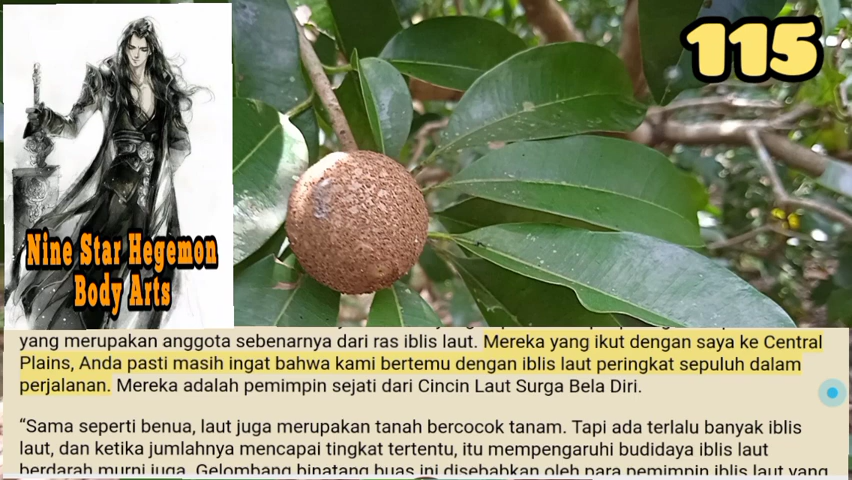 115
Nine Star Hegemon
Body Arts
yang merupakan anggota sebenarnya dari ras iblis laut. Mereka yang ikut dengan saya ke Central
Plains, Anda pasti masih ingat bahwa kami bertemu dengan iblis laut peringkat sepuluh dalam
perjalanan. Mereka adalah pemimpin sejati dari Cincin Laut Surga Bela Diri.
“Sama seperti benua, laut juga merupakan tanah bercocok tanam. Tapi ada terlalu banyak iblis
laut, dan ketika jumlahnya mencapai tingkat tertentu, itu mempengaruhi budidaya iblis laut
berdarah murni juga. Gelombang binatang buas ini disebabkan oleh para pemimpin iblis laut yang